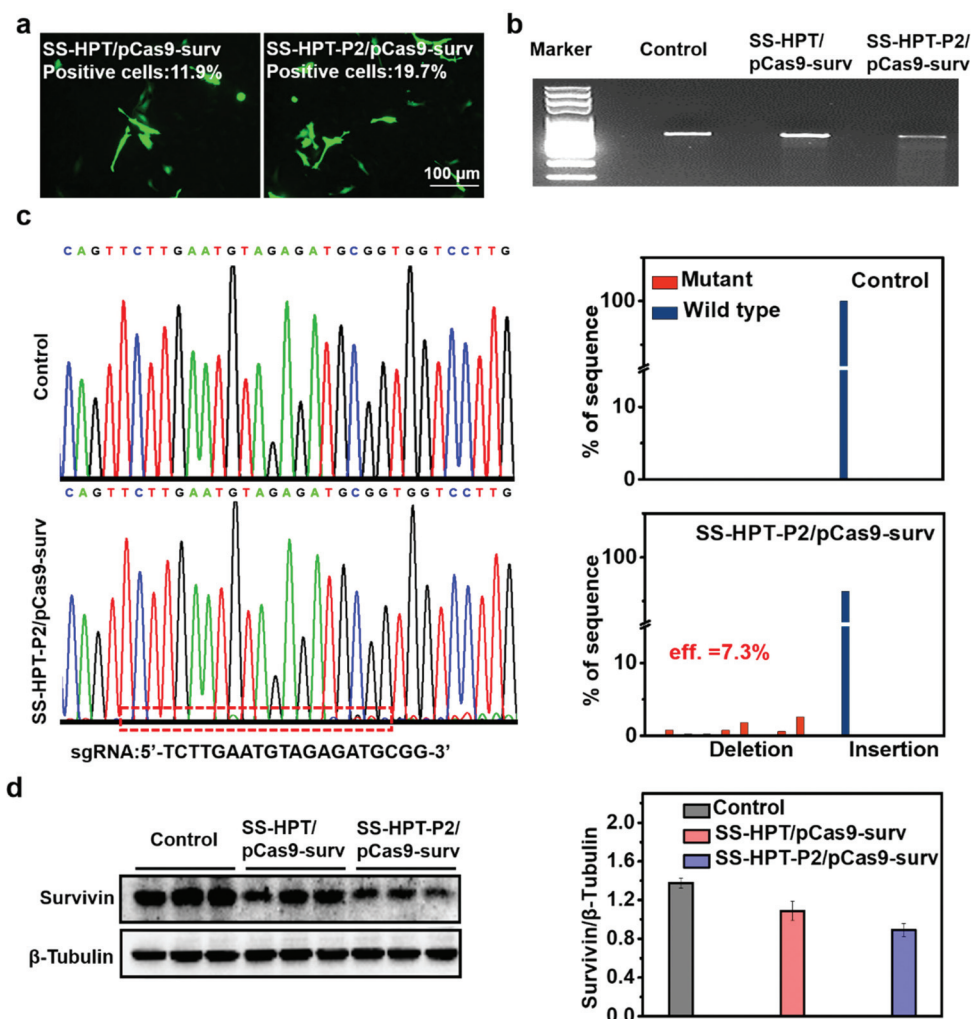 a
SS-HPT/pCas9-surv
Positive cells:11.9%
SS-HPT-P2/pCas9-surv
Positive cells:19.7%
100 μm
b
Marker
Control
SS-HPT/
pCas9-surv
SS-HPT-P2/
pCas9-surv
c
CAGTTCTTGAATGTAGAGATGCGGTGGTCCTTG
Control
CAGTTCTTGAATGTAGAGATGCGGTGGTCCTTG
SS-HPT-P2/pCas9-surv
sgRNA:5’-TCTTGAATGTAGAGATGCGG-3’
Mutant
Wild type
Control
% of sequence
100
10
0
SS-HPT-P2/pCas9-surv
% of sequence
100
10
0
eff. =7.3%
Deletion
Insertion
d
Control
SS-HPT/
pCas9-surv
SS-HPT-P2/
pCas9-surv
Survivin
β-Tubulin
Survivin/β-Tubulin
2.0
1.6
1.2
0.8
0.4
0.0
Control
SS-HPT/pCas9-surv
SS-HPT-P2/pCas9-surv